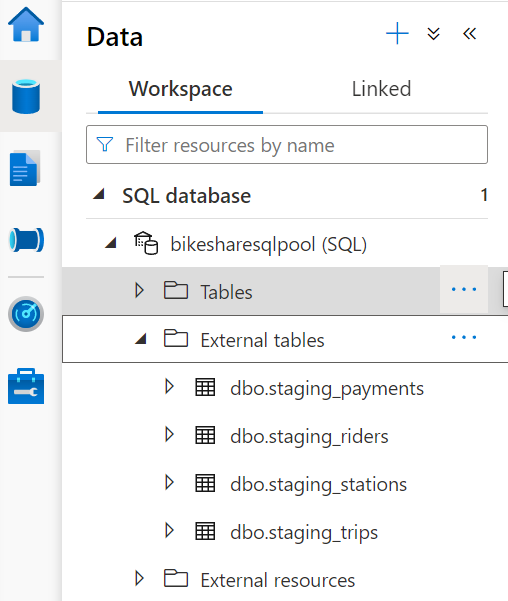 Data
Workspace Linked
Filter resources by name
SQL database 1
bikesharesqlpool (SQL)
Tables
External tables
dbo.staging_payments
dbo.staging_riders
dbo.staging_stations
dbo.staging_trips
External resources